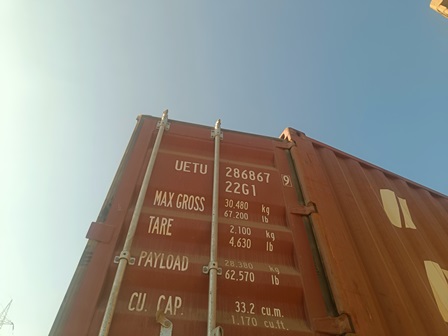 UETU 286867 9
22G1
MAX GROSS 30,480 kg
67,200 lb
TARE 2,100 kg
4,630 lb
PAYLOAD 28,380 kg
62,570 lb
CU. CAP. 33.2 cu.m.
1,170 cu.ft.